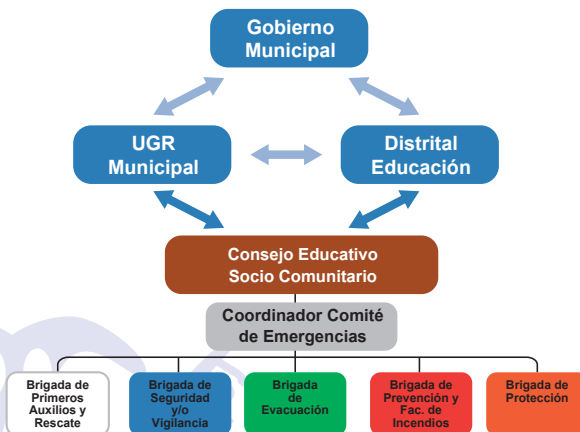 Gobierno
Municipal
UGR
Municipal
Distrital
Educación
Consejo Educativo
Socio Comunitario
Coordinador Comité
de Emergencias
Brigada de
Primeros
Auxilios y
Rescate
Brigada de
Seguridad
y/o
Vigilancia
Brigada
de
Evacuación
Brigada de
Prevención y
Fac. de
Incendios
Brigada de
Protección